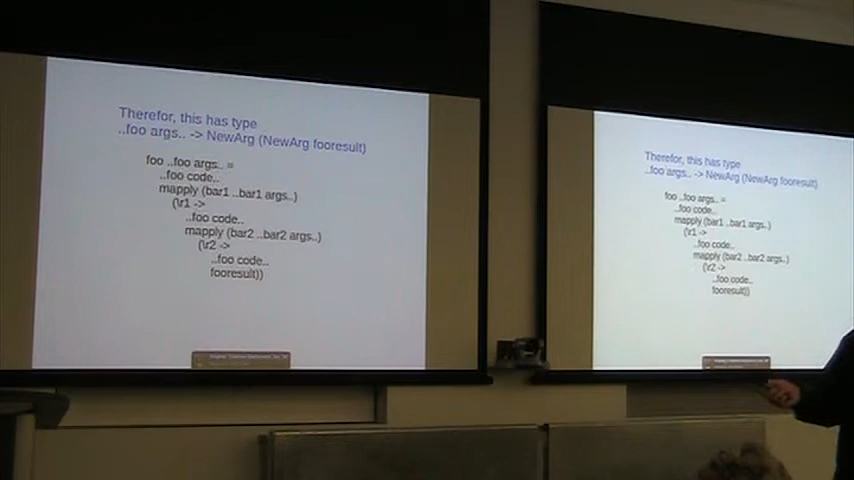 Therefor, this has type
..foo args.. -> NewArg (NewArg fooresult)
foo ..foo args.. =
..foo code..
mapply (bar1 ..bar1 args..)
(\r1 ->
..foo code..
mapply (bar2 ..bar2 args..)
(\r2 ->
..foo code..
fooresult))
Therefor, this has type
..foo args.. -> NewArg (NewArg fooresult)
foo ..foo args.. =
..foo code..
mapply (bar1 ..bar1 args..)
(\r1 ->
..foo code..
mapply (bar2 ..bar2 args..)
(\r2 ->
..foo code..
fooresult))